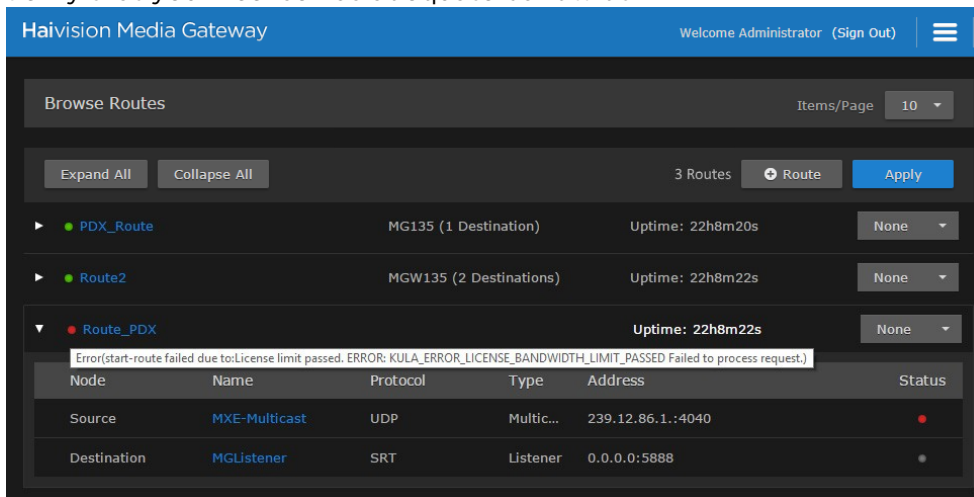 Haivision Media Gateway
Welcome Administrator (Sign Out)
Browse Routes
Items/Page 10
Expand All Collapse All 3 Routes Route Apply
PDX_Route MG135 (1 Destination) Uptime: 22h8m20s None
Route2 MGW135 (2 Destinations) Uptime: 22h8m22s None
Route_PDX Uptime: 22h8m22s None
Error(start-route failed due to:License limit passed. ERROR: KULA_ERROR_LICENSE_BANDWIDTH_LIMIT_PASSED Failed to process request.)
Node Name Protocol Type Address Status
Source MXE-Multicast UDP Multic... 239.12.86.1.:4040
Destination MGListener SRT Listener 0.0.0.0:5888